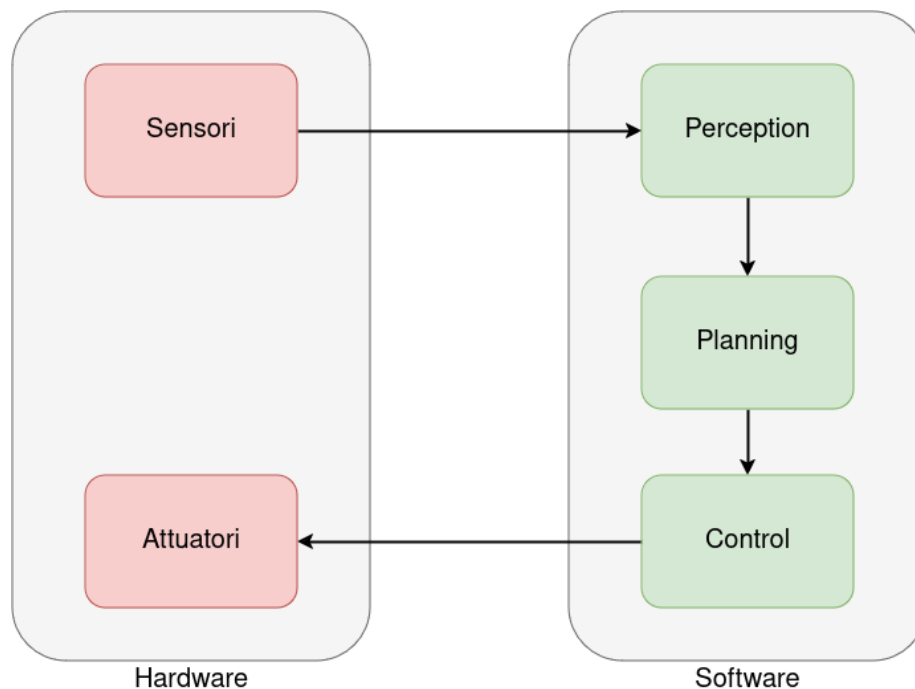 Sensori
Perception
Planning
Attuatori
Control
Hardware
Software